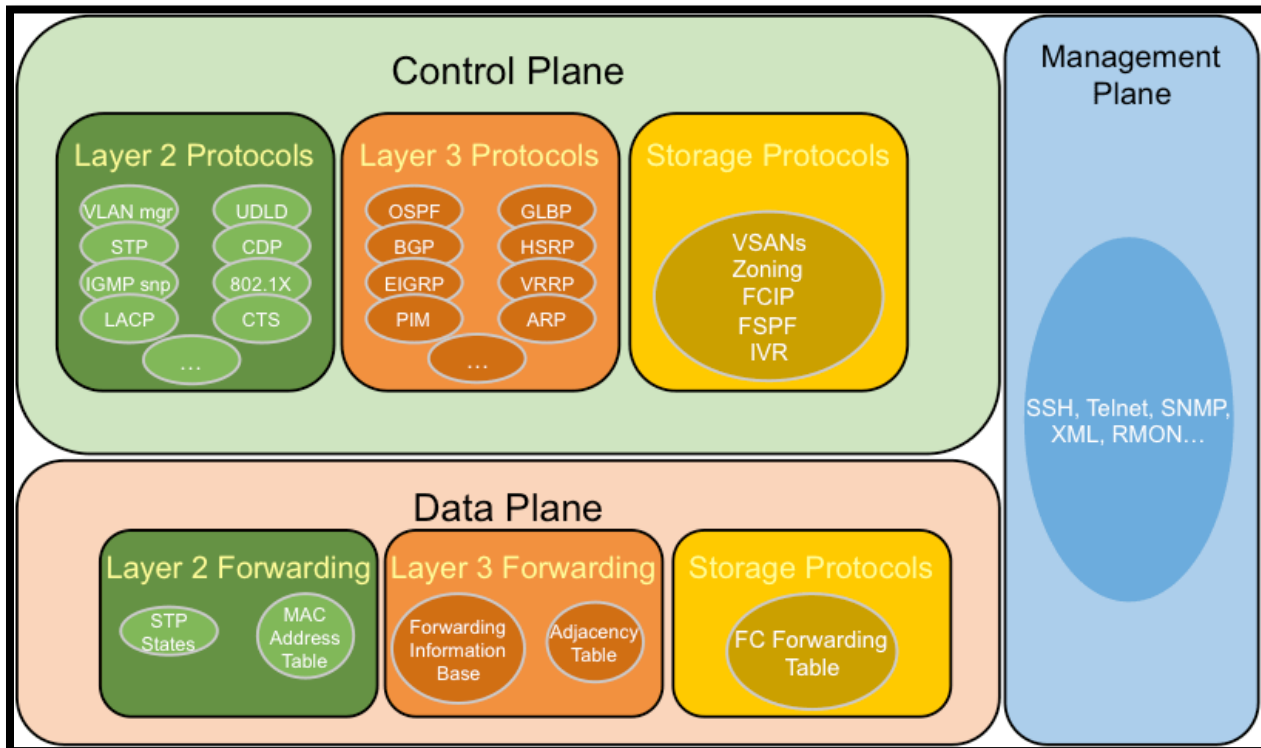 Control Plane
Layer 2 Protocols
VLAN mgr
UDLD
STP
CDP
IGMP snp
802.1X
LACP
CTS
...
Layer 3 Protocols
OSPF
GLBP
BGP
HSRP
EIGRP
VRRP
PIM
ARP
...
Storage Protocols
VSANs
Zoning
FCIP
FSPF
IVR
Management
Plane
SSH, Telnet, SNMP,
XML, RMON...
Data Plane
Layer 2 Forwarding
STP
States
MAC
Address
Table
Layer 3 Forwarding
Forwarding
Information
Base
Adjacency
Table
Storage Protocols
FC Forwarding
Table